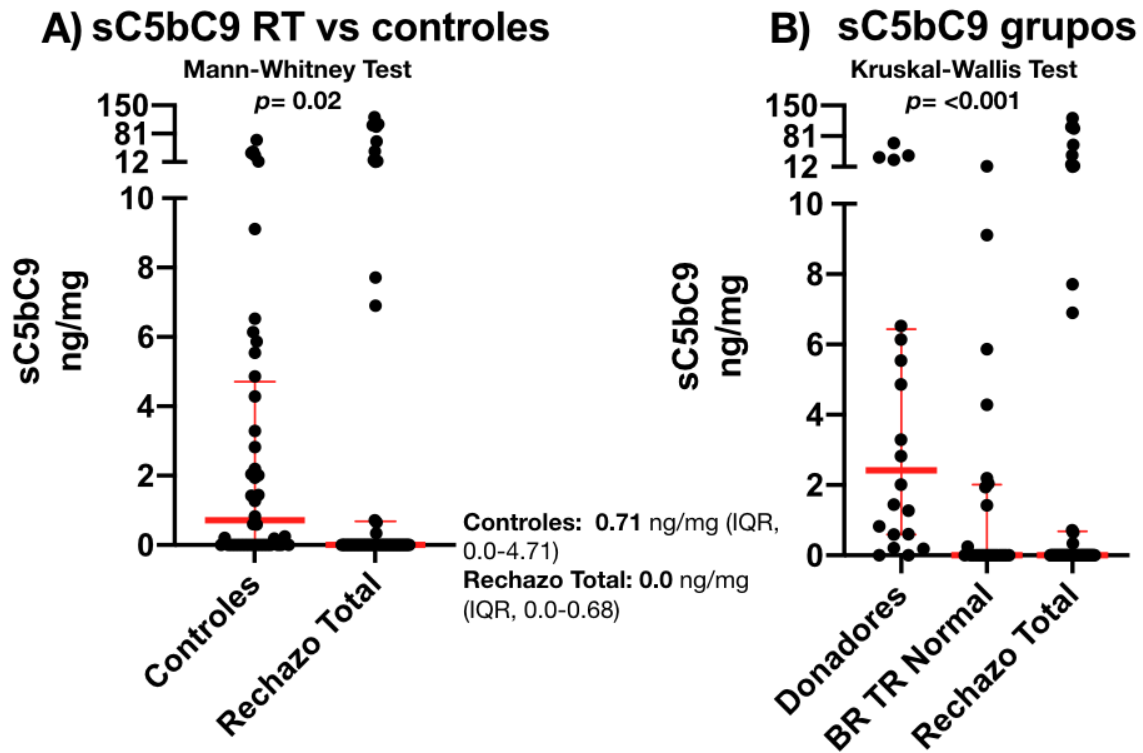 A) sC5bC9 RT vs controles
Mann-Whitney Test
p= 0.02
150
81
12
10
8
6
4
2
0
sC5bC9
ng/mg
Controles
Rechazo Total
Controles: 0.71 ng/mg (IQR,
0.0-4.71)
Rechazo Total: 0.0 ng/mg
(IQR, 0.0-0.68)
B) sC5bC9 grupos
Kruskal-Wallis Test
p= <0.001
150
81
12
10
8
6
4
2
0
sC5bC9
ng/mg
Donadores
BR TR Normal
Rechazo Total